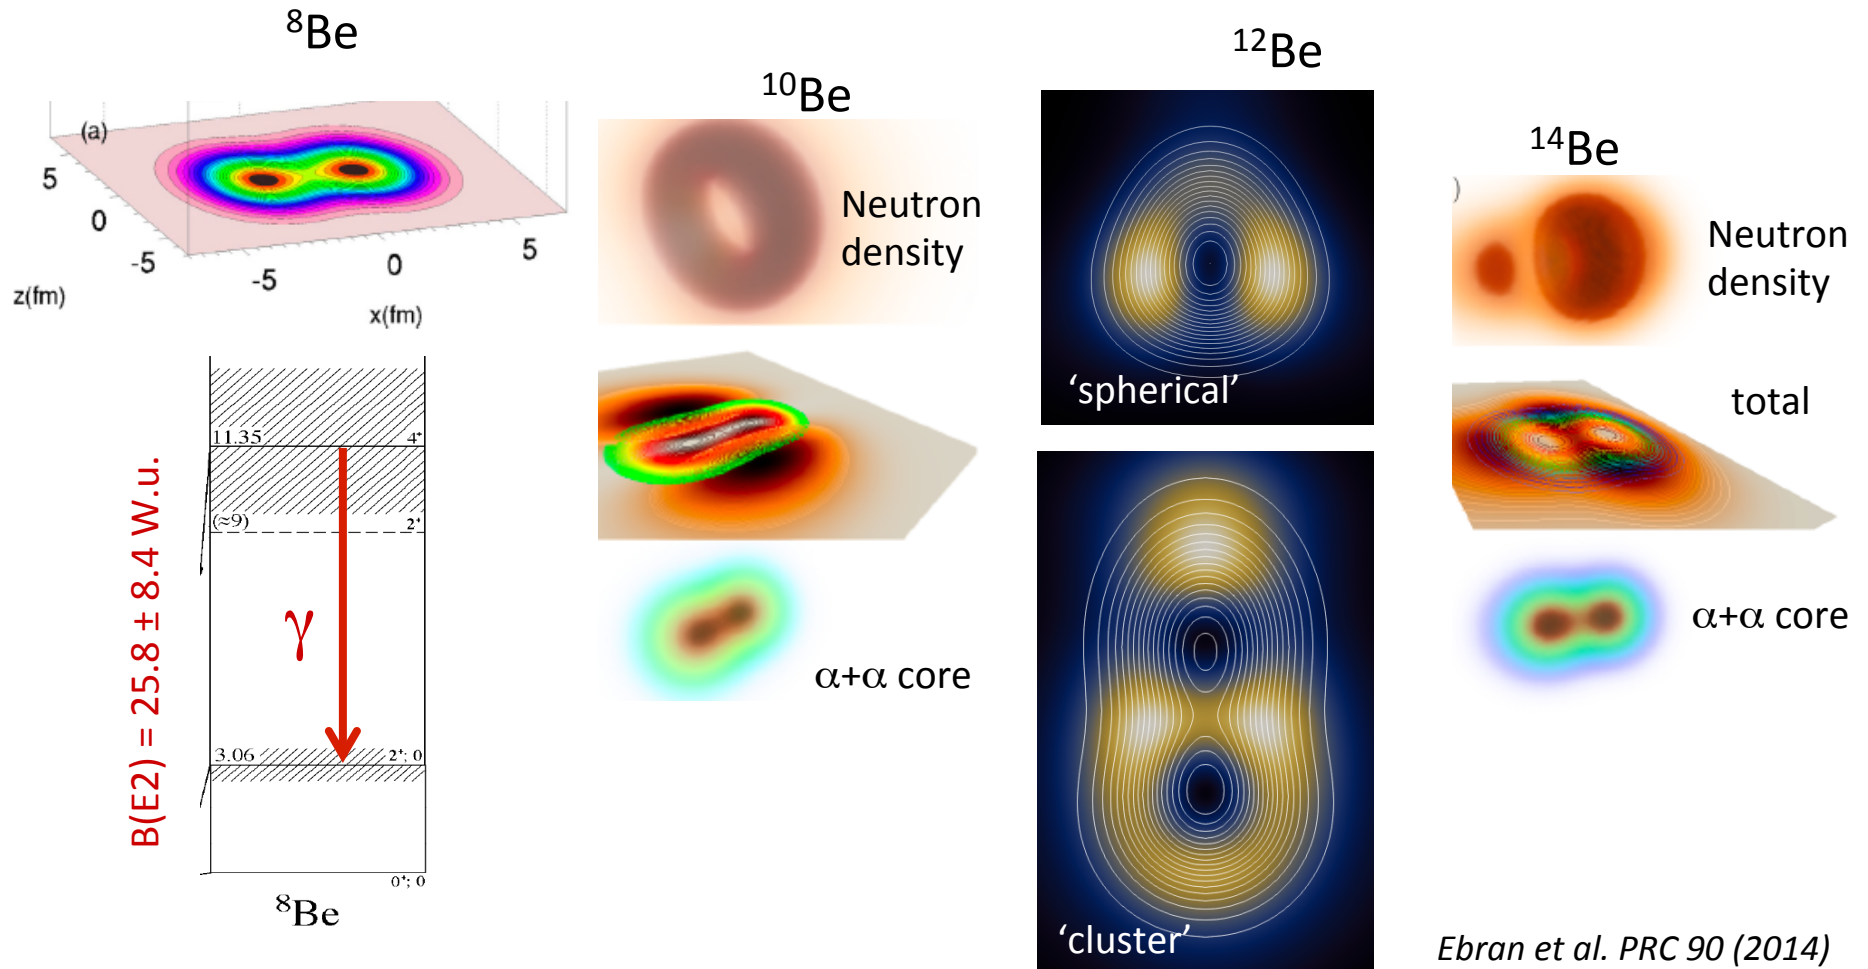 ⁸Be
(a)
5
0
-5
z(fm)
-5
0
5
x(fm)
B(E2) = 25.8 ± 8.4 W.u.
11.35 4⁺
(≈9) 2⁺
γ
3.06 2⁺; 0
0⁺; 0
⁸Be
¹⁰Be
Neutron
density
α+α core
¹²Be
‘spherical’
‘cluster’
¹⁴Be
)
Neutron
density
total
α+α core
Ebran et al. PRC 90 (2014)